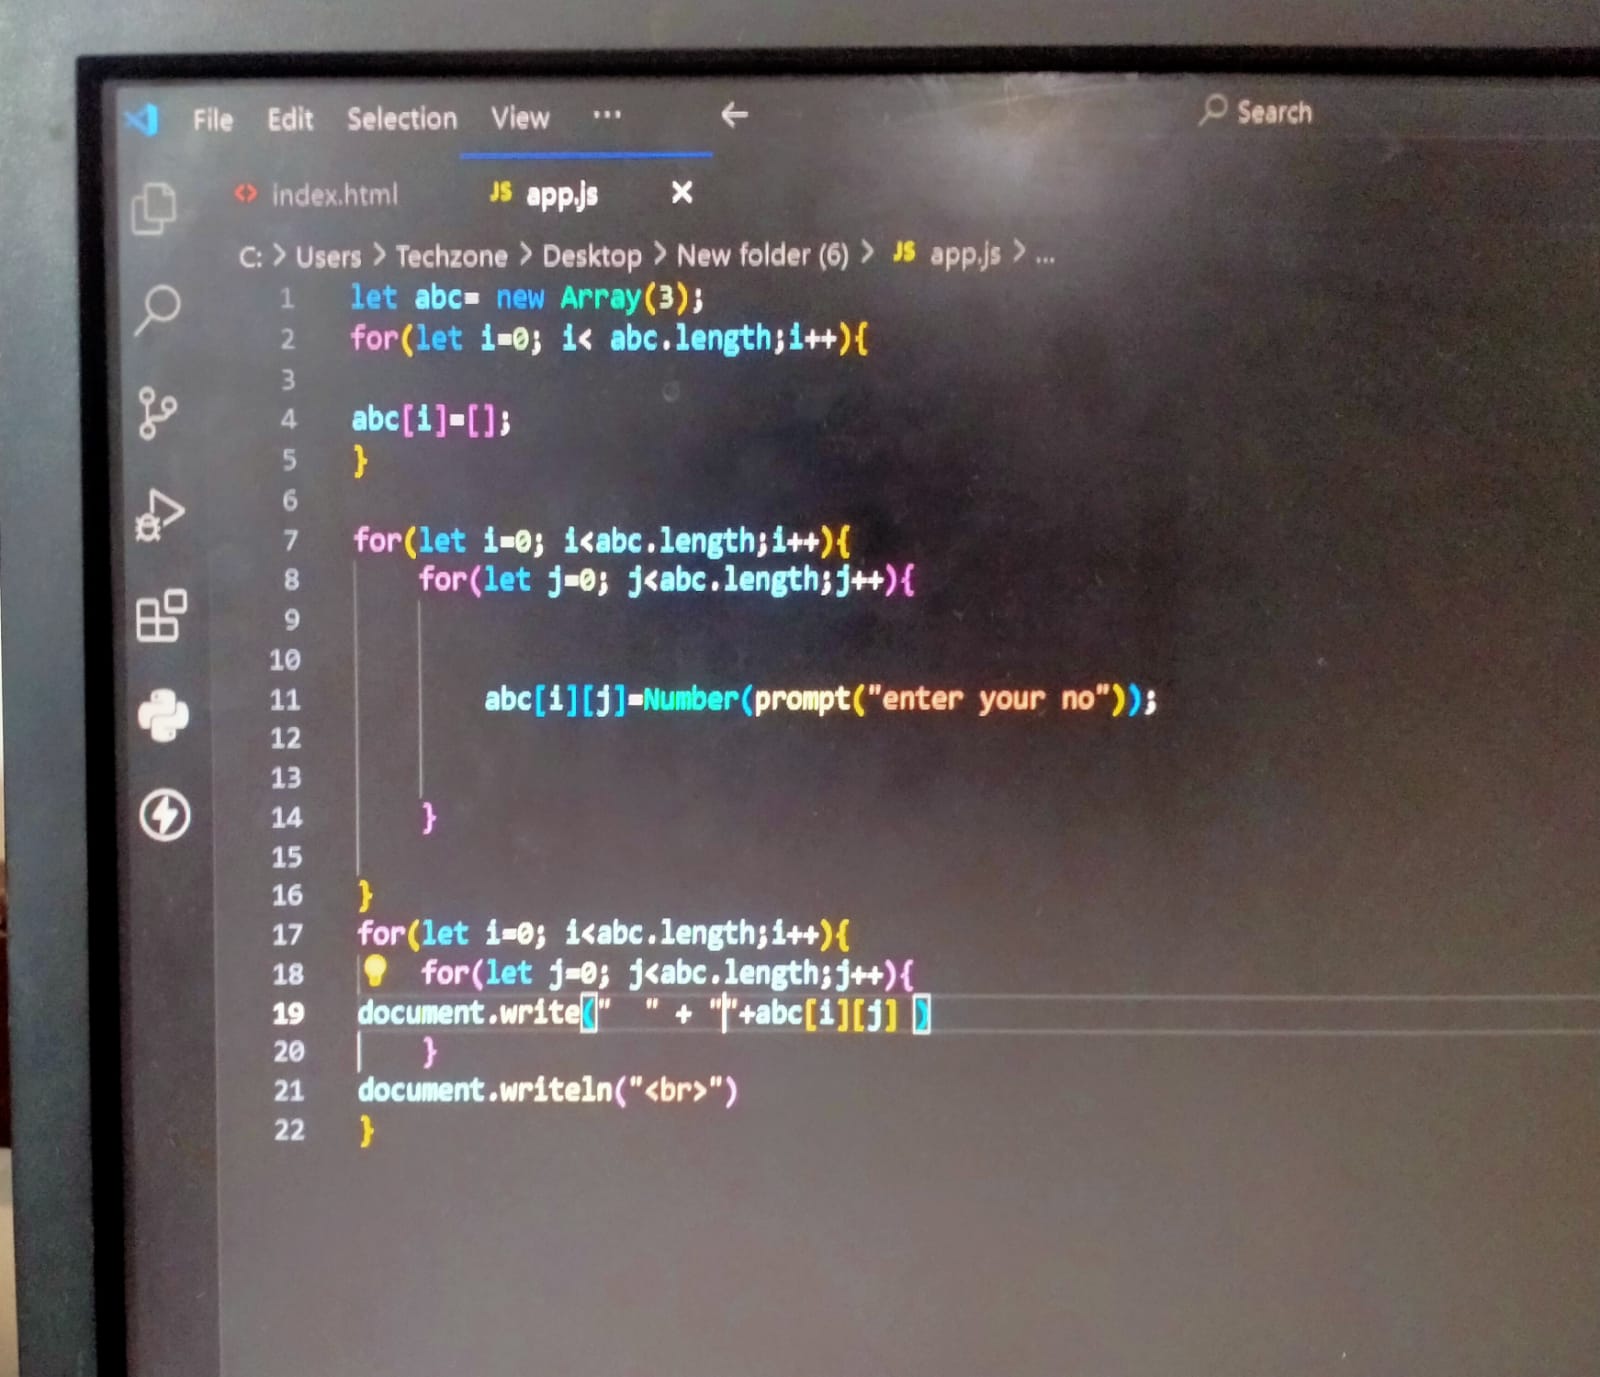 File Edit Selection View ... Search
index.html JS app.js
C: > Users > Techzone > Desktop > New folder (6) > JS app.js > ...
1 let abc= new Array(3);
2 for(let i=0; i< abc.length;i++){
3
4 abc[i]=[];
5 }
6
7 for(let i=0; i<abc.length;i++){
8 for(let j=0; j<abc.length;j++){
9
10
11 abc[i][j]=Number(prompt("enter your no"));
12
13
14 }
15
16 }
17 for(let i=0; i<abc.length;i++){
18 for(let j=0; j<abc.length;j++){
19 document.write("  " + ""+abc[i][j] )
20 }
21 document.writeln("<br>")
22 }